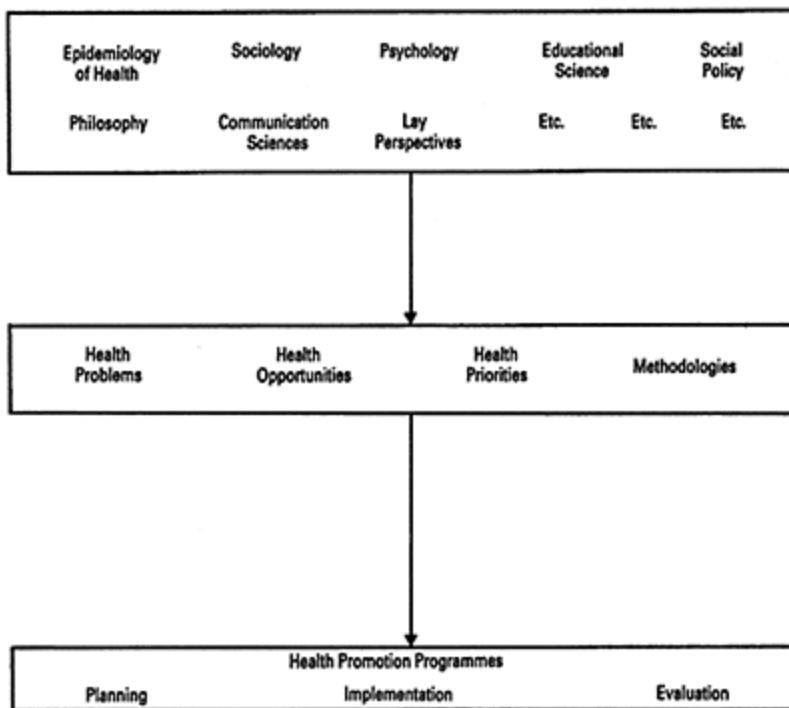 Epidemiology of Health
Sociology
Psychology
Educational Science
Social Policy
Philosophy
Communication Sciences
Lay Perspectives
Etc.
Etc.
Etc.
Health Problems
Health Opportunities
Health Priorities
Methodologies
Health Promotion Programmes
Planning
Implementation
Evaluation